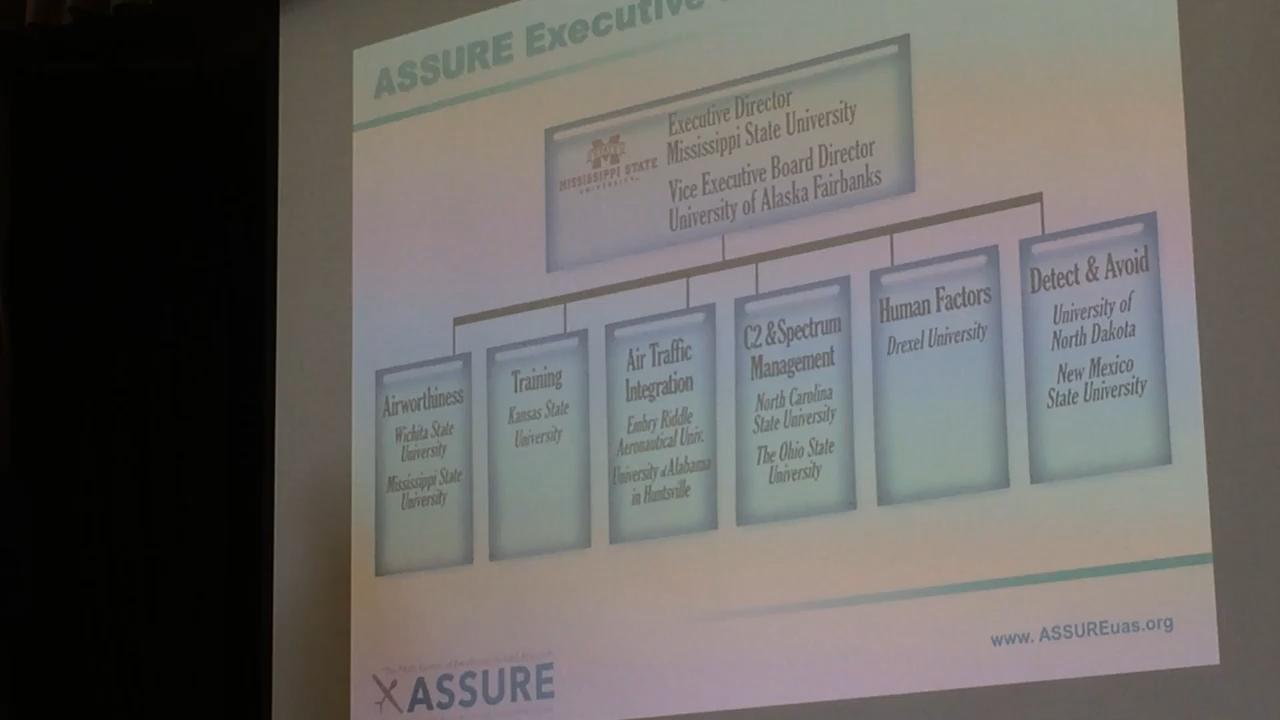 ASSURE Executive
Executive Director
Mississippi State University
Vice Executive Board Director
University of Alaska Fairbanks
MISSISSIPPI STATE
UNIVERSITY
Airworthiness
Wichita State
University
Mississippi State
University
Training
Kansas State
University
Air Traffic
Integration
Embry Riddle
Aeronautical Univ.
University of Alabama
in Huntsville
C2 & Spectrum
Management
North Carolina
State University
The Ohio State
University
Human Factors
Drexel University
Detect & Avoid
University of
North Dakota
New Mexico
State University
www. ASSUREuas.org
ASSURE